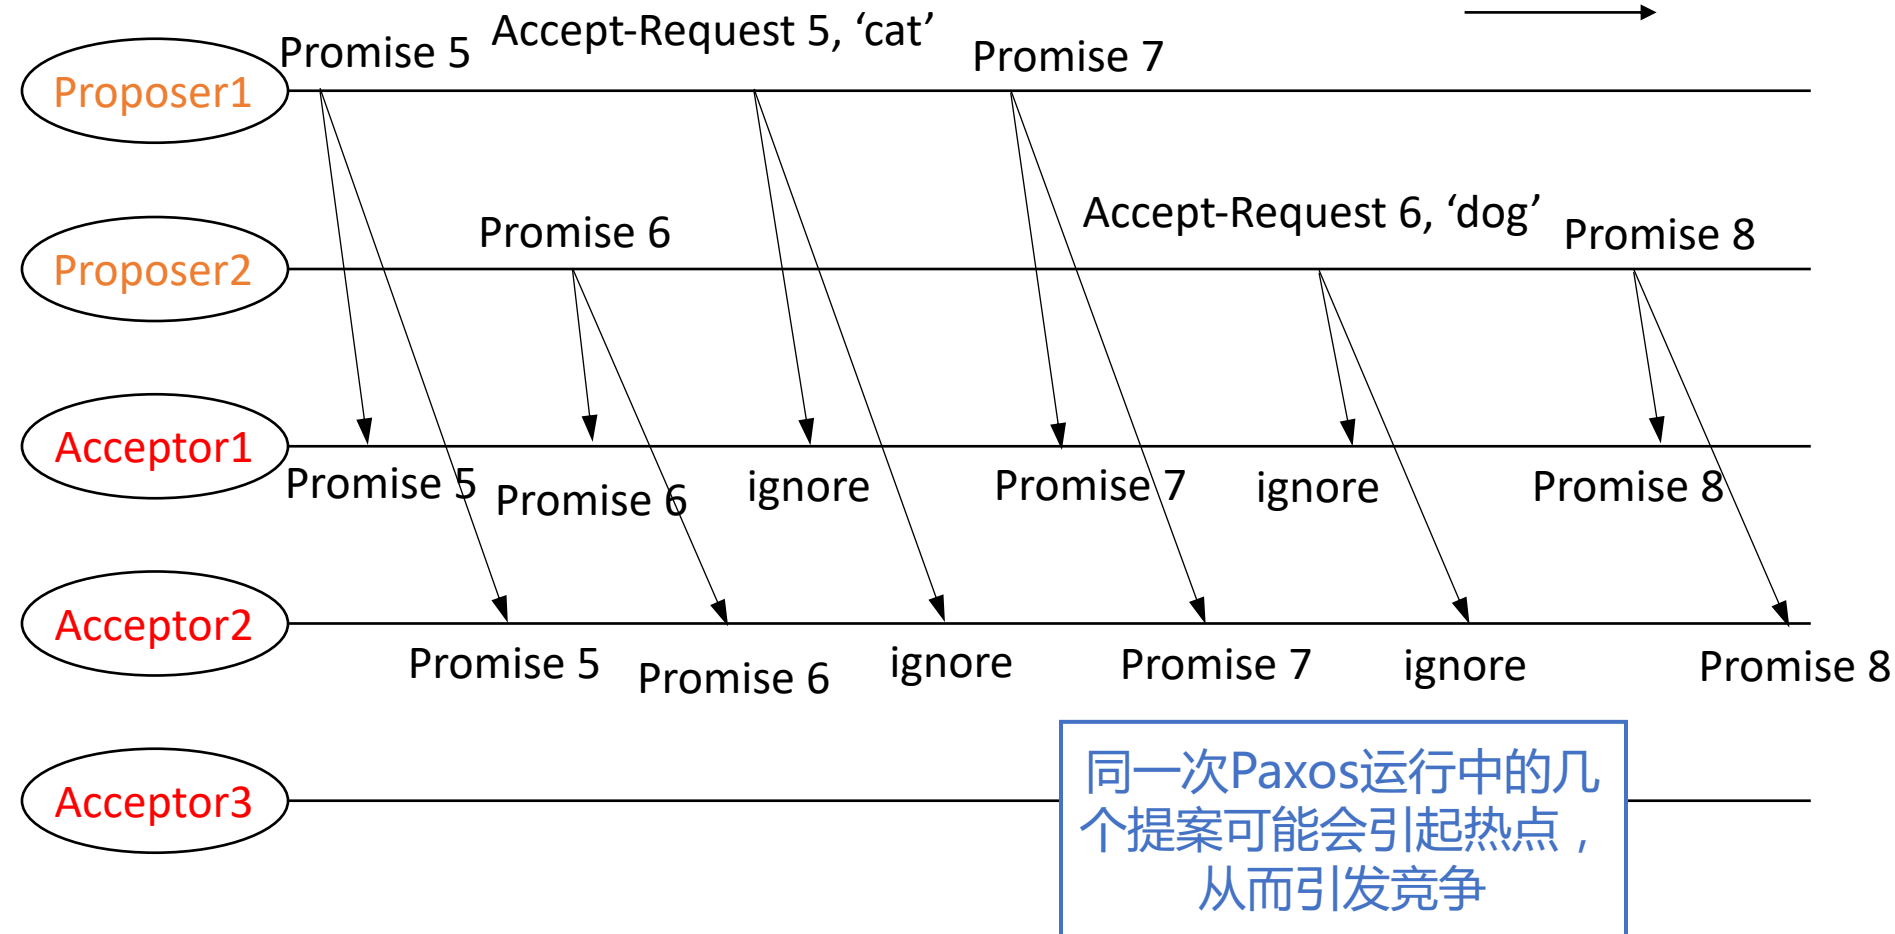 Promise 5
Accept-Request 5, ‘cat’
Promise 7
Proposer1
Promise 6
Accept-Request 6, ‘dog’
Promise 8
Proposer2
Acceptor1
Promise 5
Promise 6
ignore
Promise 7
ignore
Promise 8
Acceptor2
Promise 5
Promise 6
ignore
Promise 7
ignore
Promise 8
Acceptor3
同一次Paxos运行中的几
个提案可能会引起热点，
从而引发竞争